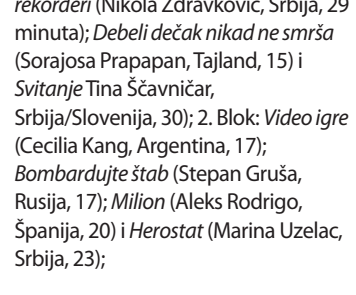 rekorderi (Nikola Zdravković, Srbija, 29
minuta); Debeli dečak nikad ne smrša
(Sorajosa Prapapan, Tajland, 15) i
Svitanje Tina Ščavničar,
Srbija/Slovenija, 30); 2. Blok: Video igre
(Cecilia Kang, Argentina, 17);
Bombardujte štab (Stepan Gruša,
Rusija, 17); Milion (Aleks Rodrigo,
Španija, 20) i Herostat (Marina Uzelac,
Srbija, 23);